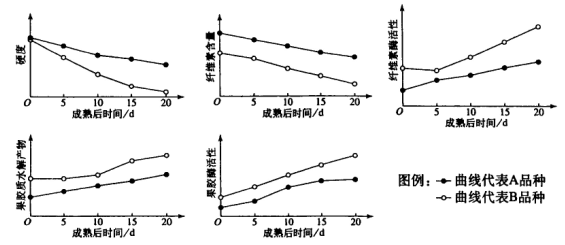 硬度
O 5 10 15 20
成熟后时间/d
纤维素含量
O 5 10 15 20
成熟后时间/d
纤维素酶活性
O 5 10 15 20
成熟后时间/d
果胶质水解产物
O 5 10 15 20
成熟后时间/d
果胶酶活性
O 5 10 15 20
成熟后时间/d
图例：曲线代表A品种
曲线代表B品种